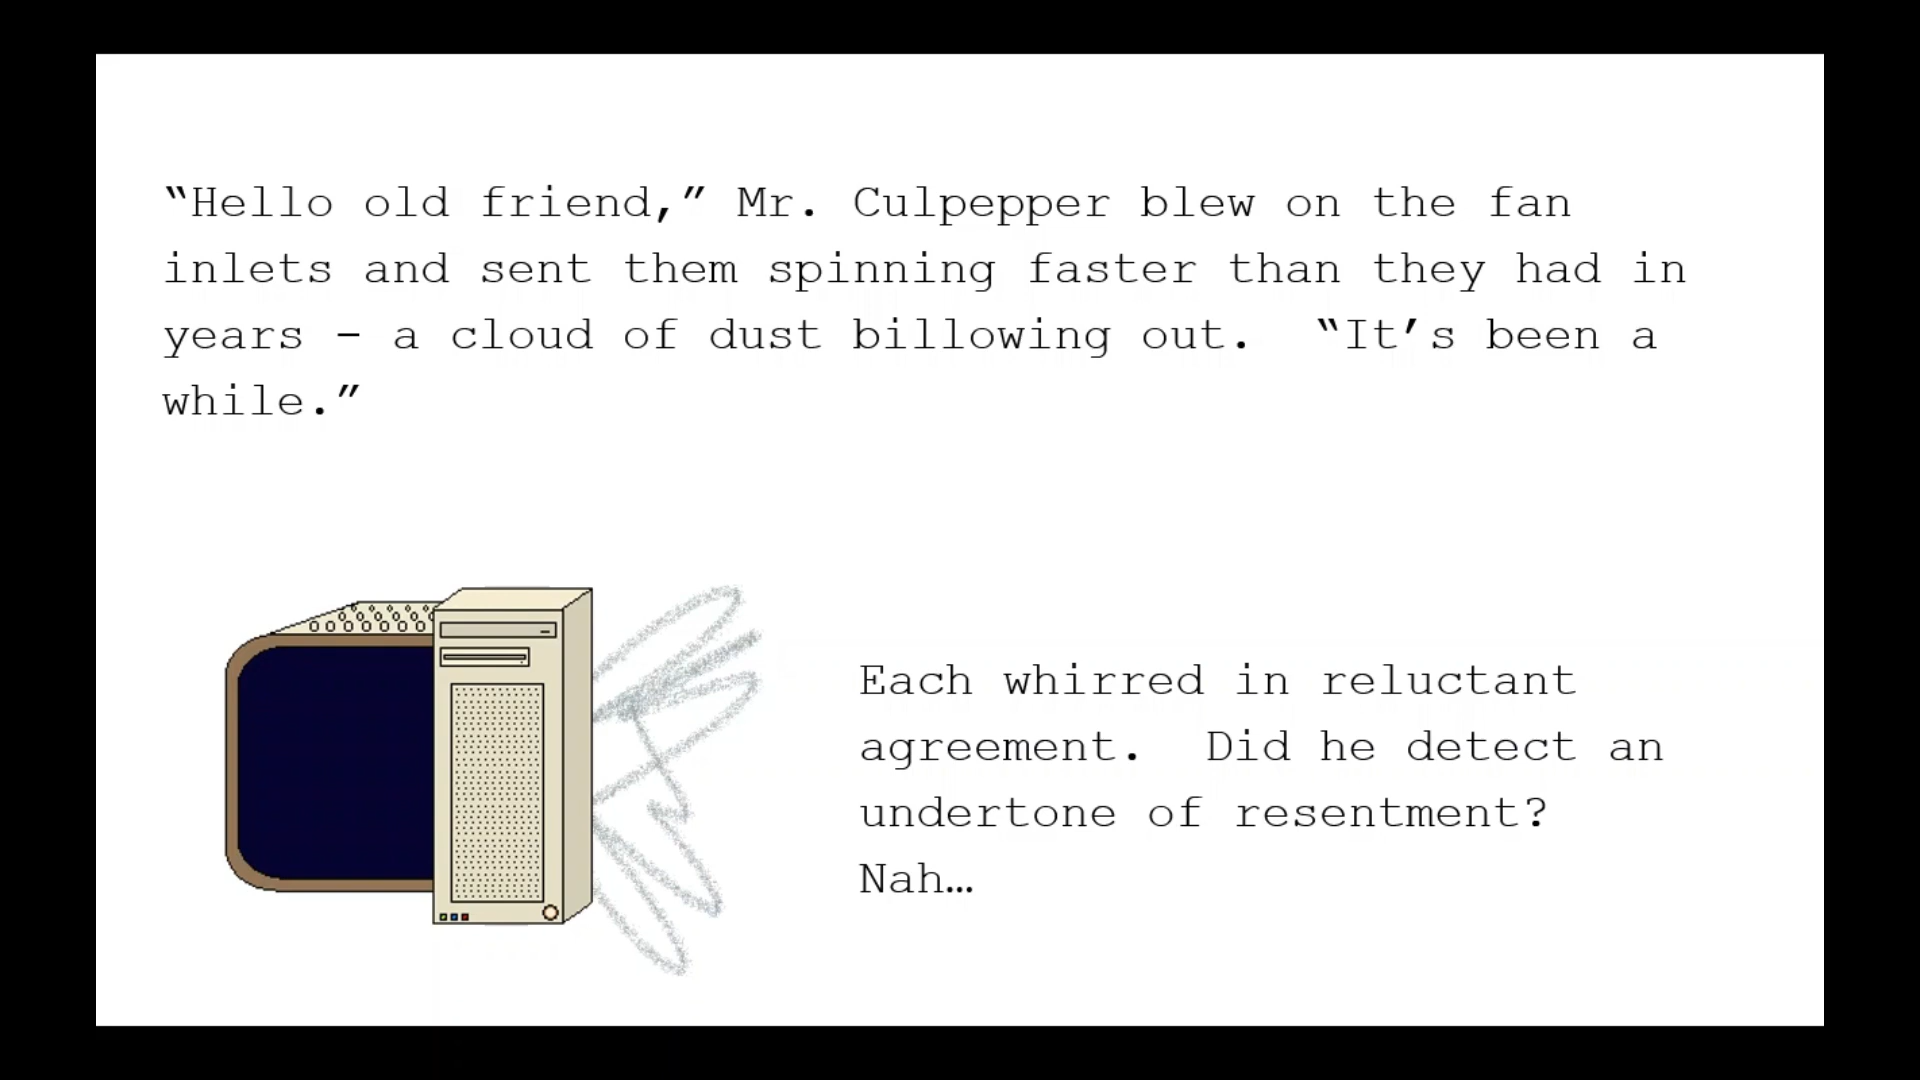 “Hello old friend,” Mr. Culpepper blew on the fan
inlets and sent them spinning faster than they had in
years - a cloud of dust billowing out.  “It’s been a
while.”
Each whirred in reluctant
agreement.  Did he detect an
undertone of resentment?
Nah…